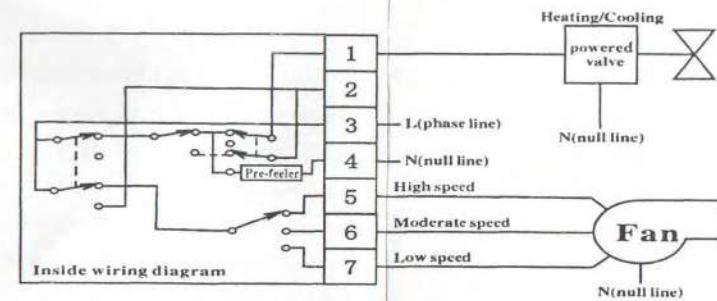 Heating/Cooling
powered
valve
1
2
3
4
5
6
7
L(phase line)
N(null line)
N(null line)
Pre-feeler
High speed
Moderate speed
Low speed
Fan
N(null line)
Inside wiring diagram